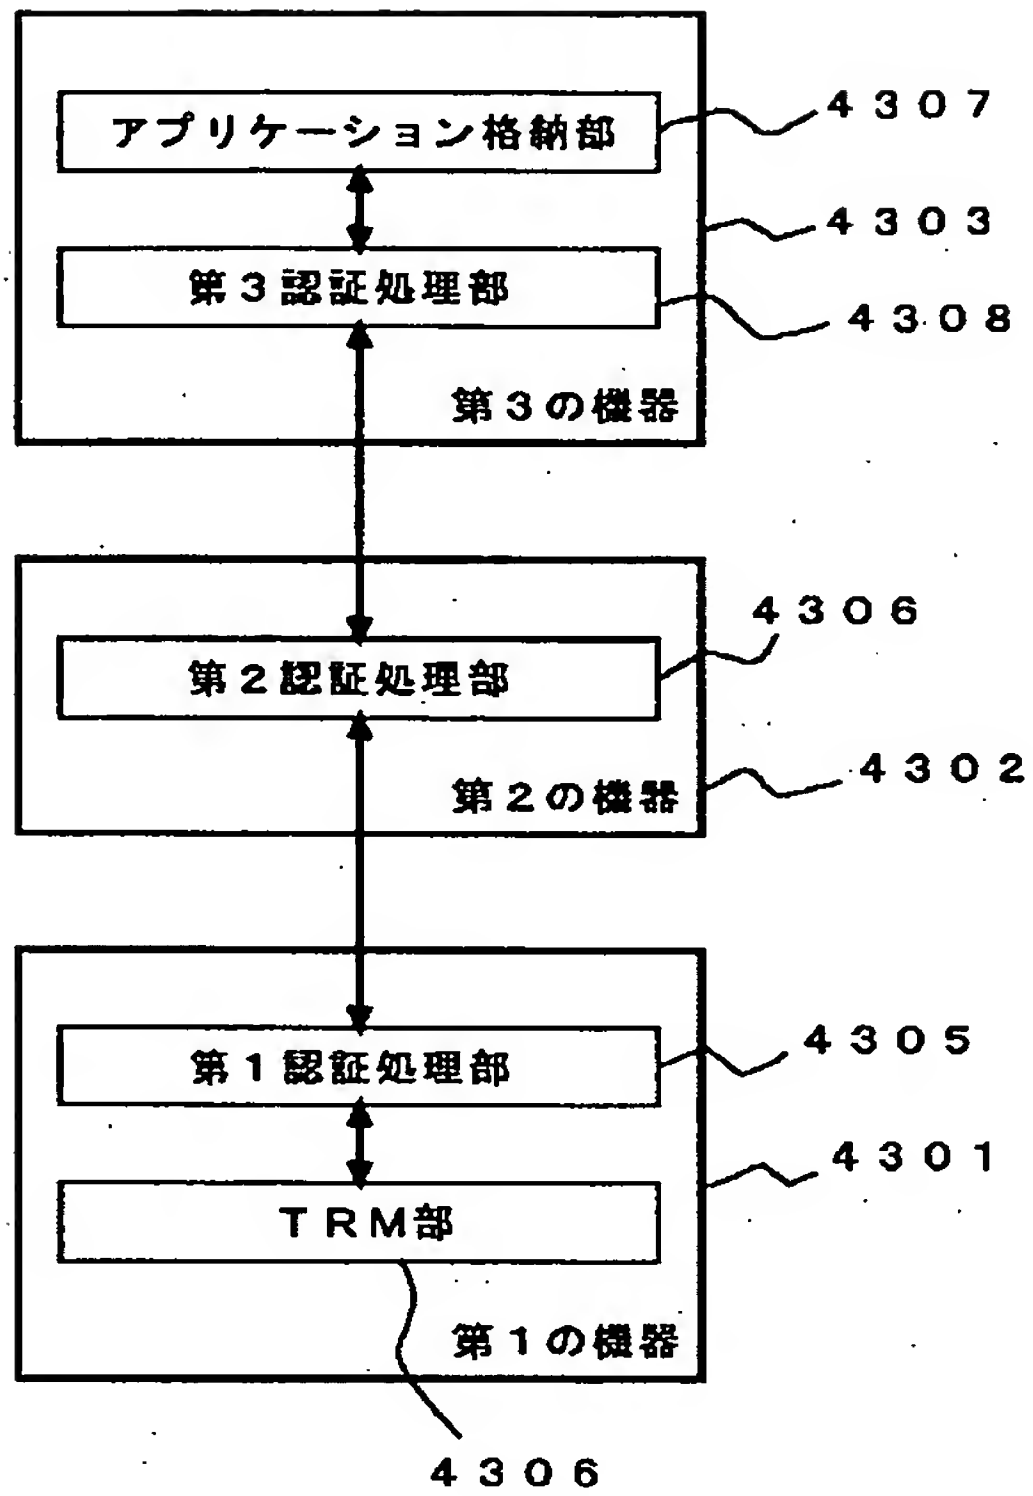 アプリケーション格納部
4307
4303
第3認証処理部
4308
第3の機器
4306
第2認証処理部
4302
第2の機器
第1認証処理部
4305
4301
TRM部
第1の機器
4306